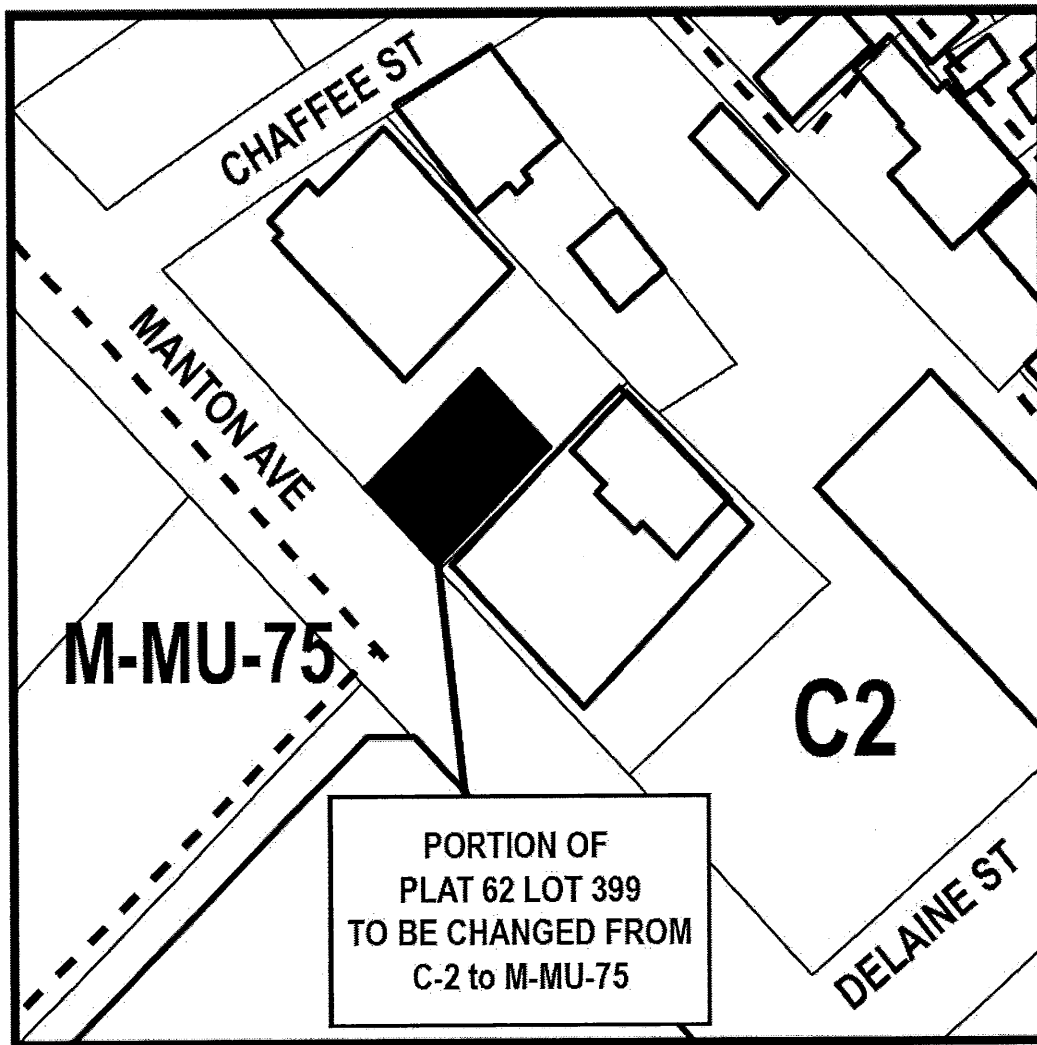 CHAFFEE ST
MANTON AVE
M-MU-75
C2
PORTION OF
PLAT 62 LOT 399
TO BE CHANGED FROM
C-2 to M-MU-75
DELAINE ST